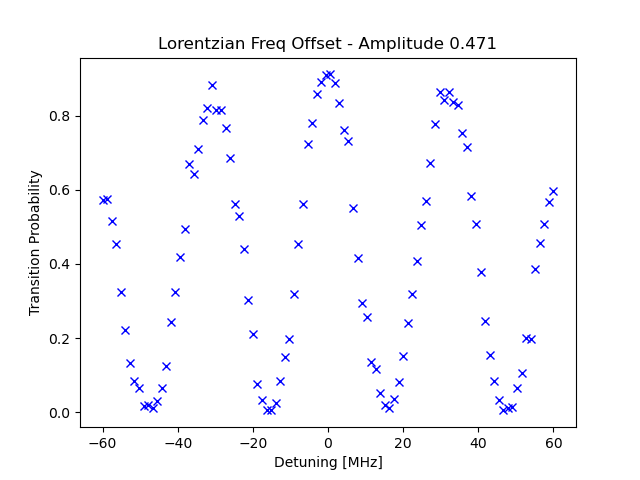 Lorentzian Freq Offset - Amplitude 0.471
Transition Probability
0.8
0.6
0.4
0.2
0.0
−60 −40 −20 0 20 40 60
Detuning [MHz]